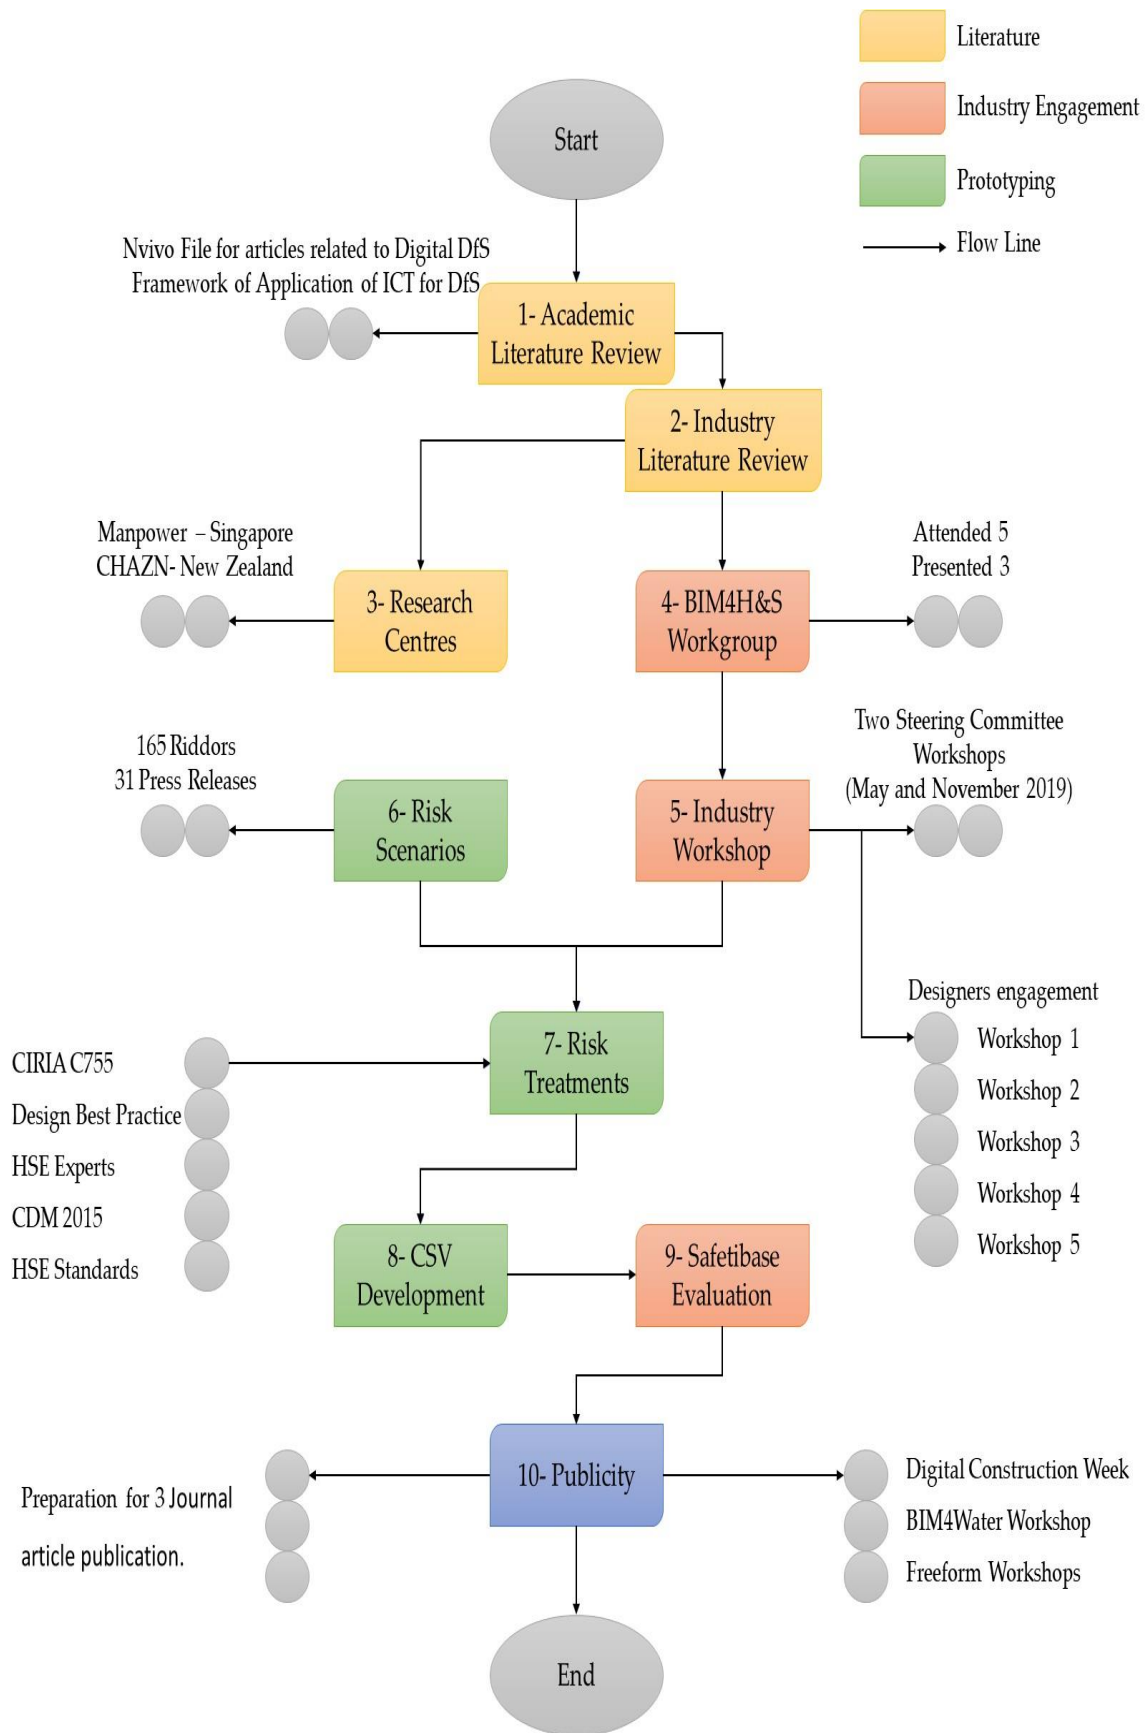 Literature
Industry Engagement
Prototyping
Flow Line
Start
Nvivo File for articles related to Digital DfS
Framework of Application of ICT for DfS
1- Academic
Literature Review
2- Industry
Literature Review
Manpower – Singapore
CHAZN- New Zealand
3- Research
Centres
4- BIM4H&S
Workgroup
Attended 5
Presented 3
165 Riddors
31 Press Releases
6- Risk
Scenarios
5- Industry
Workshop
Two Steering Committee
Workshops
(May and November 2019)
Designers engagement
Workshop 1
Workshop 2
Workshop 3
Workshop 4
Workshop 5
7- Risk
Treatments
CIRIA C755
Design Best Practice
HSE Experts
CDM 2015
HSE Standards
8- CSV
Development
9- Safetibase
Evaluation
10- Publicity
Preparation for 3 Journal
article publication.
Digital Construction Week
BIM4Water Workshop
Freeform Workshops
End